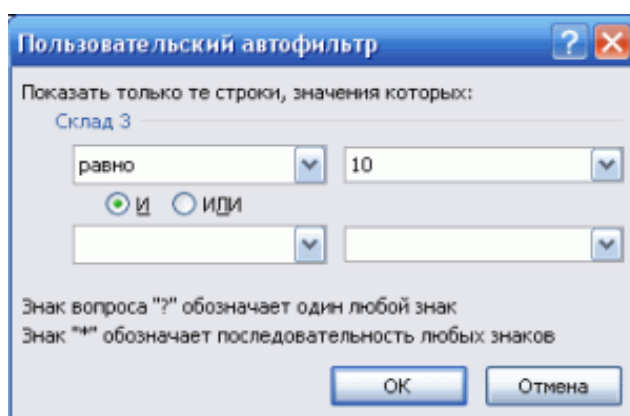 Пользовательский автофильтр
Показать только те строки, значения которых:
Склад 3
равно 10
И ИЛИ
Знак вопроса "?" обозначает один любой знак
Знак "*" обозначает последовательность любых знаков
ОК Отмена